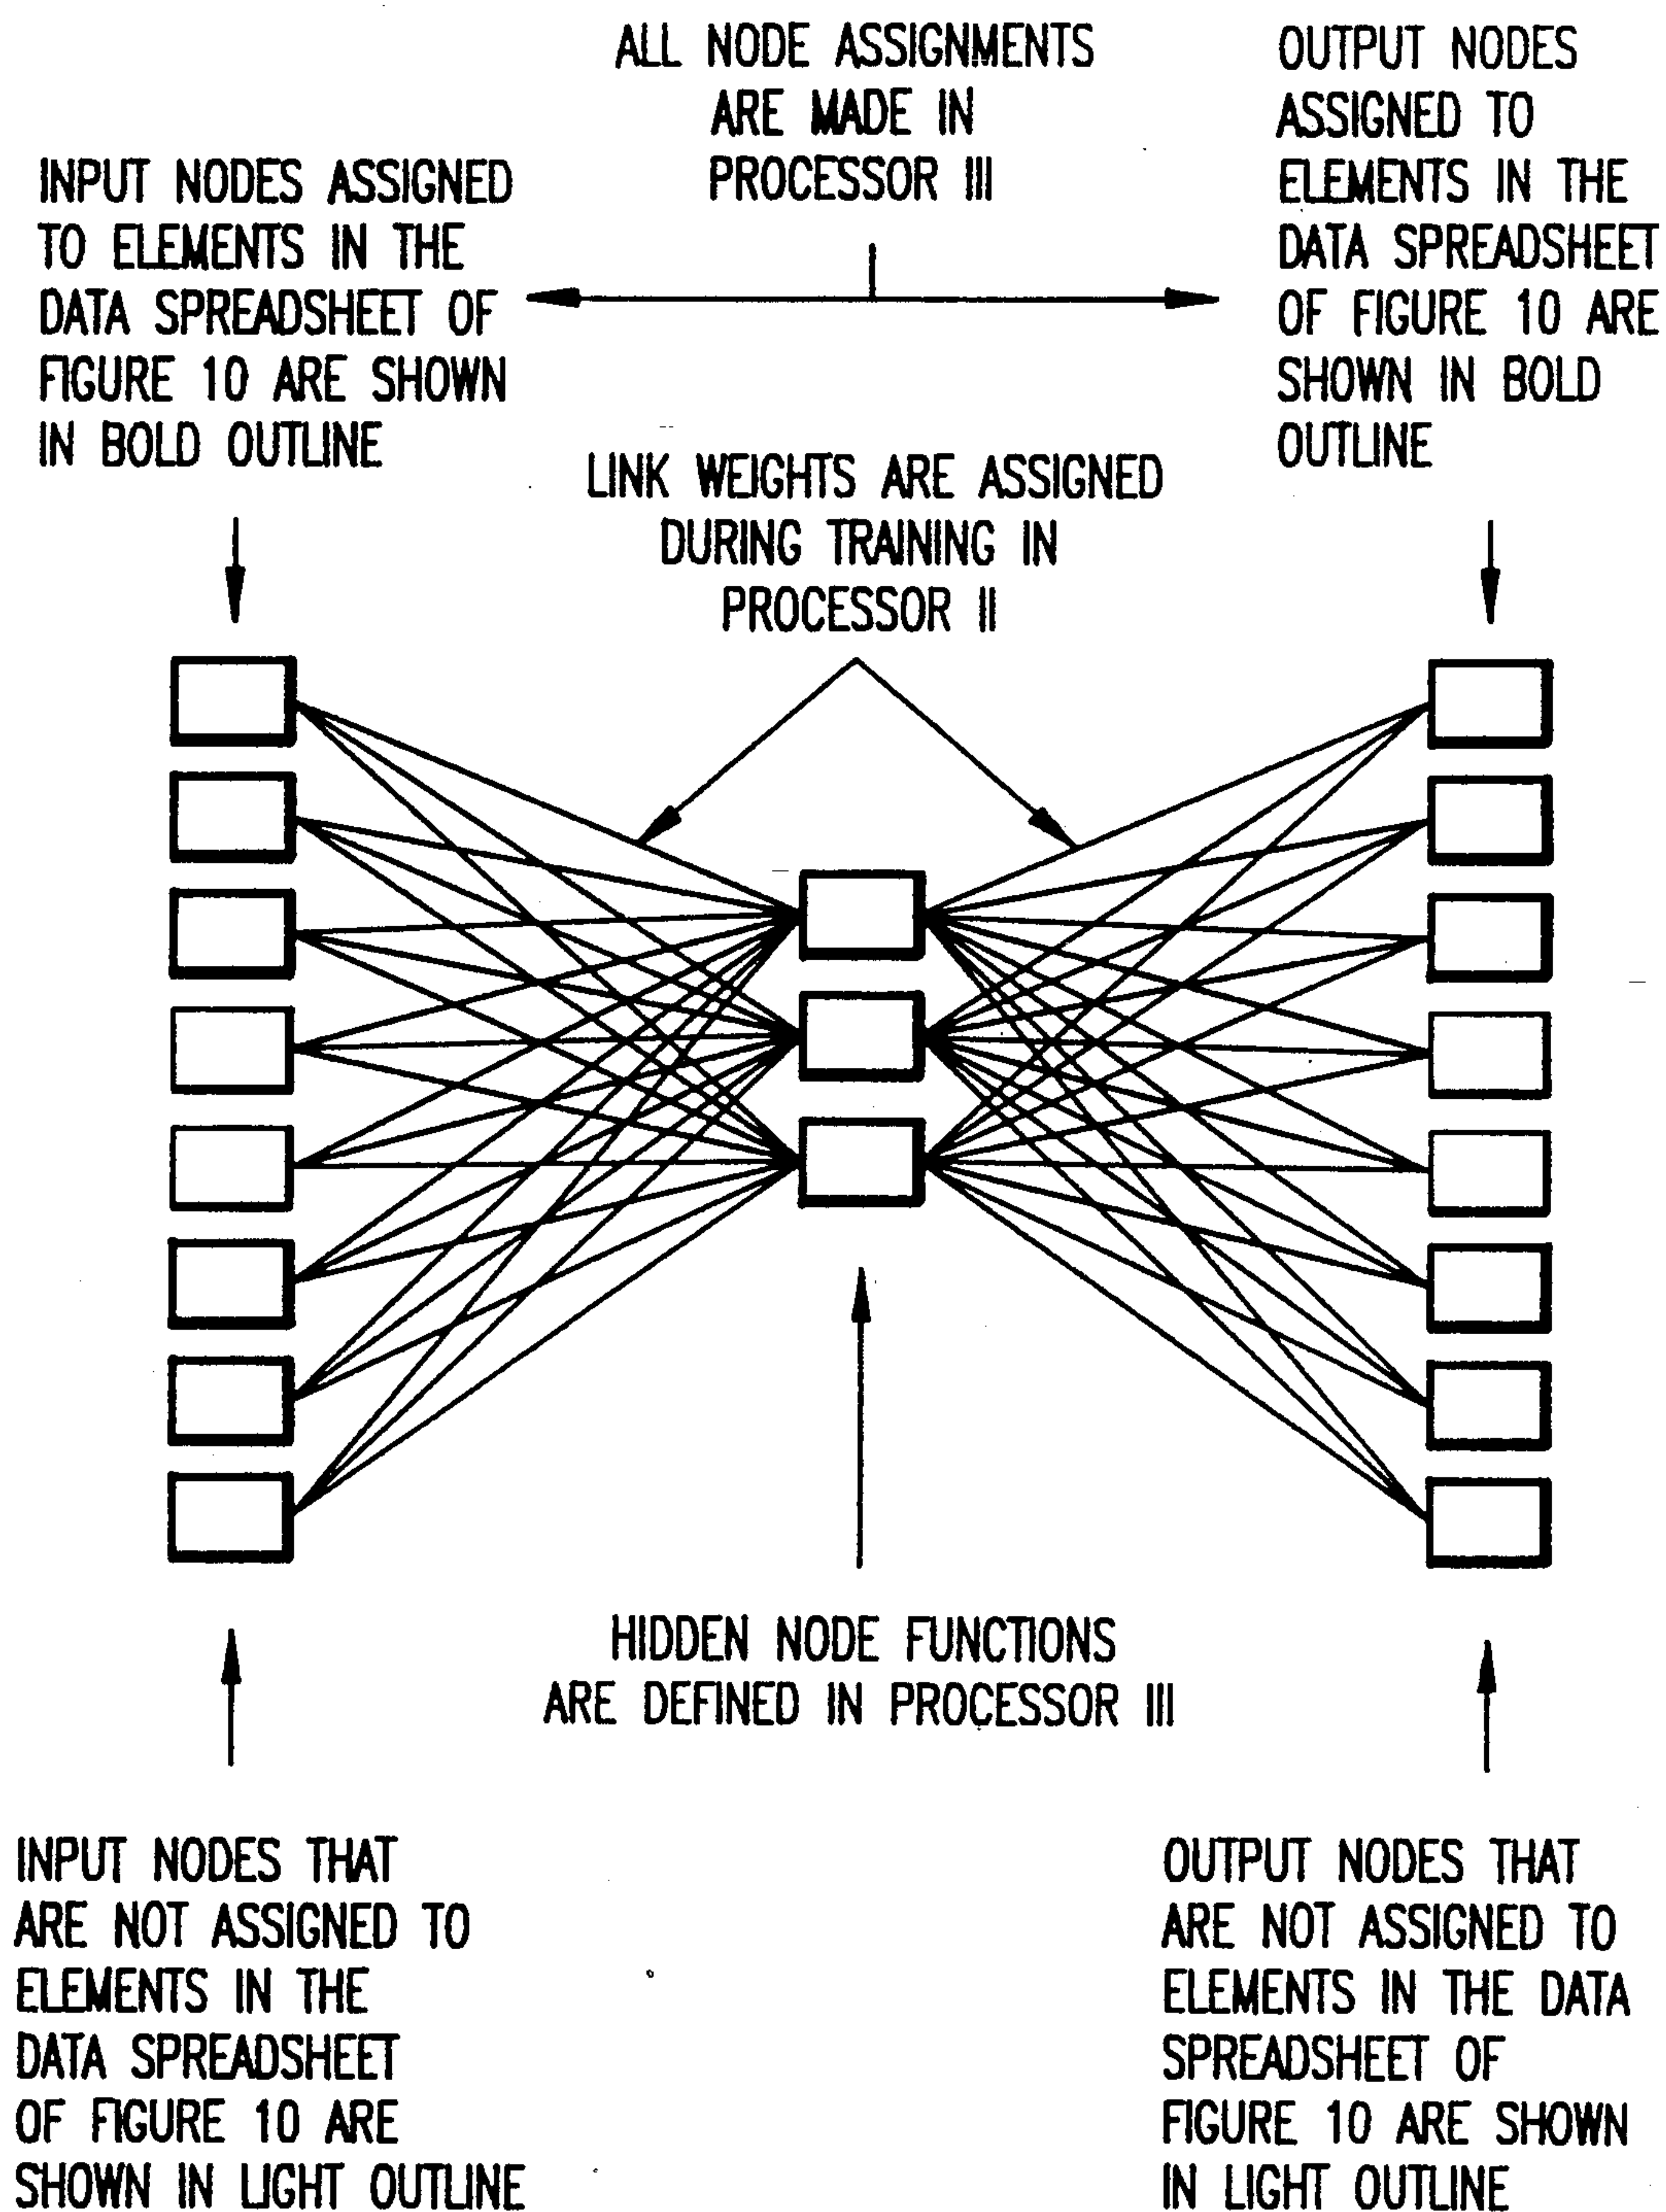 ALL NODE ASSIGNMENTS
ARE MADE IN
PROCESSOR III
INPUT NODES ASSIGNED
TO ELEMENTS IN THE
DATA SPREADSHEET OF
FIGURE 10 ARE SHOWN
IN BOLD OUTLINE
OUTPUT NODES
ASSIGNED TO
ELEMENTS IN THE
DATA SPREADSHEET
OF FIGURE 10 ARE
SHOWN IN BOLD
OUTLINE
LINK WEIGHTS ARE ASSIGNED
DURING TRAINING IN
PROCESSOR II
HIDDEN NODE FUNCTIONS
ARE DEFINED IN PROCESSOR III
INPUT NODES THAT
ARE NOT ASSIGNED TO
ELEMENTS IN THE
DATA SPREADSHEET
OF FIGURE 10 ARE
SHOWN IN LIGHT OUTLINE
OUTPUT NODES THAT
ARE NOT ASSIGNED TO
ELEMENTS IN THE DATA
SPREADSHEET OF
FIGURE 10 ARE SHOWN
IN LIGHT OUTLINE